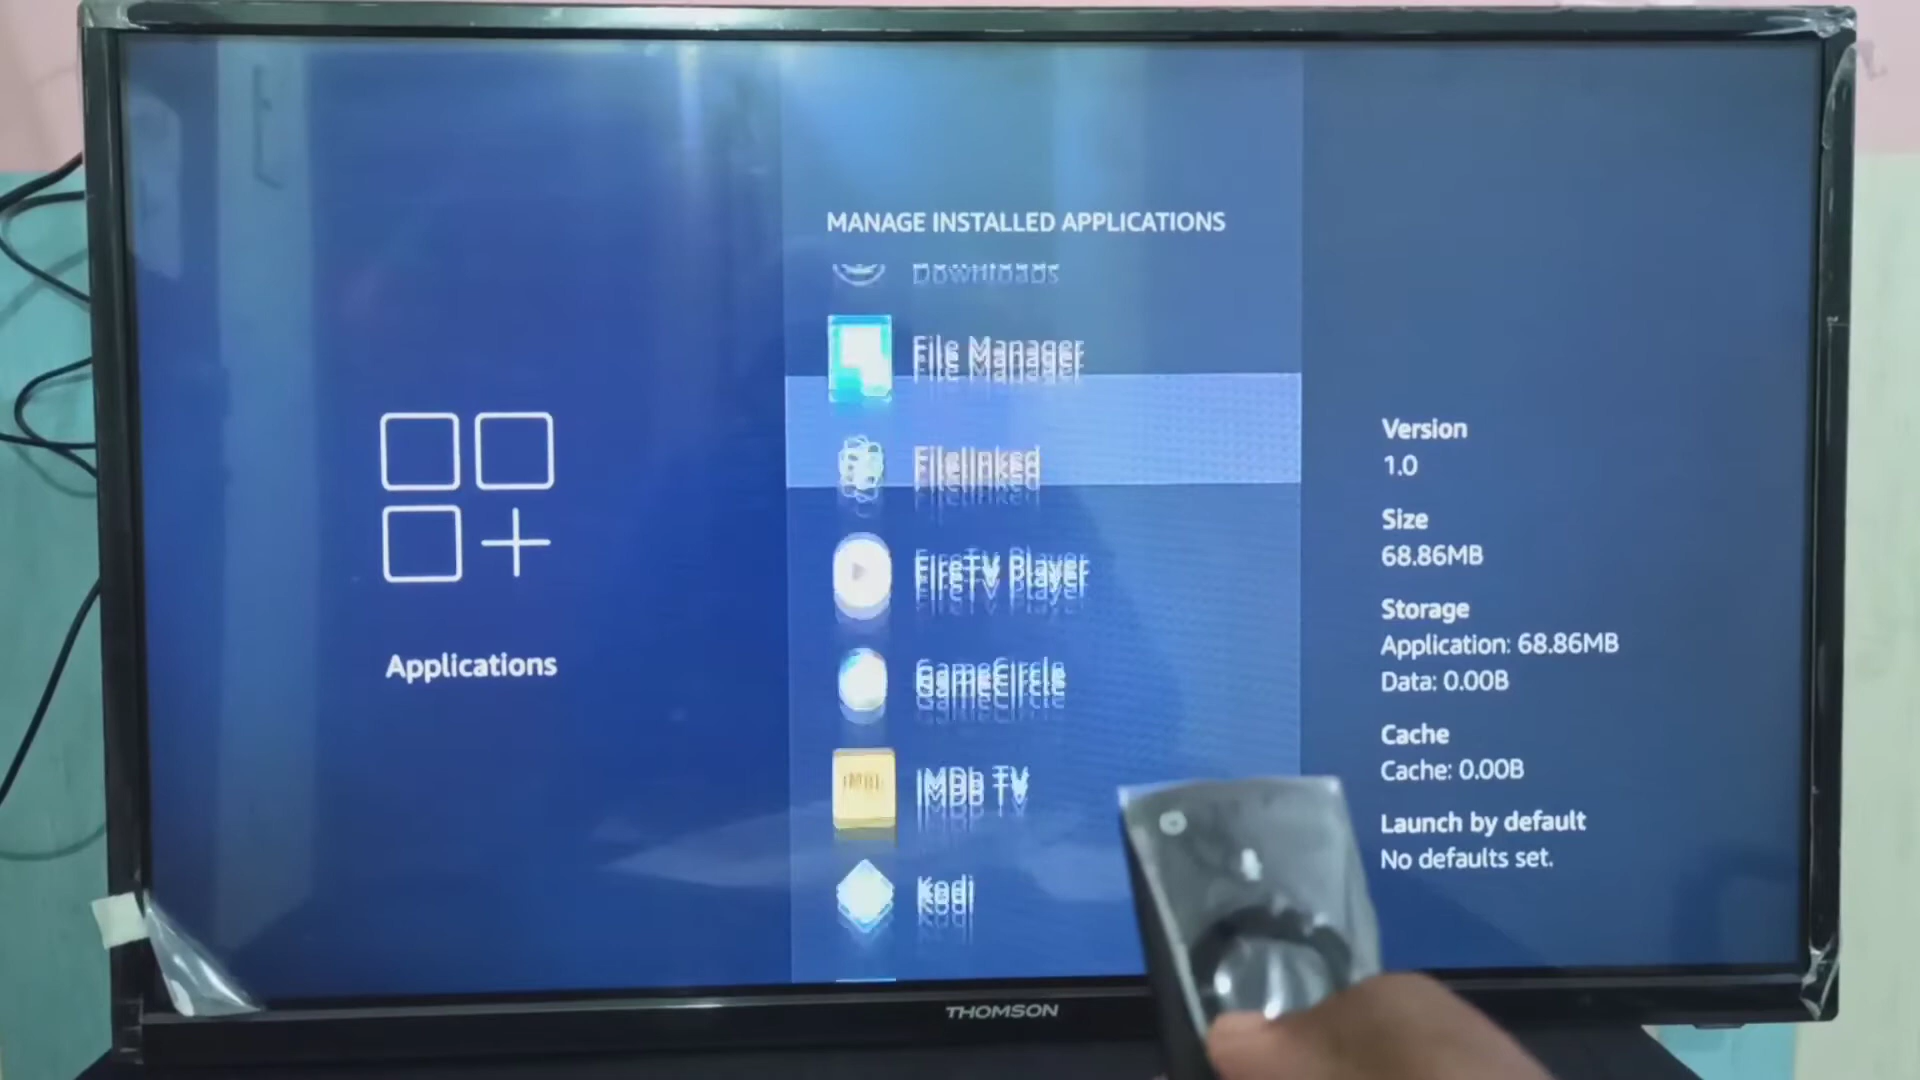 MANAGE INSTALLED APPLICATIONS
Downloads
File Manager
Filelinked
FireTV Player
GameCircle
IMDb TV
Kodi
Applications
Version
1.0
Size
68.86MB
Storage
Application: 68.86MB
Data: 0.00B
Cache
Cache: 0.00B
Launch by default
No defaults set.
THOMSON